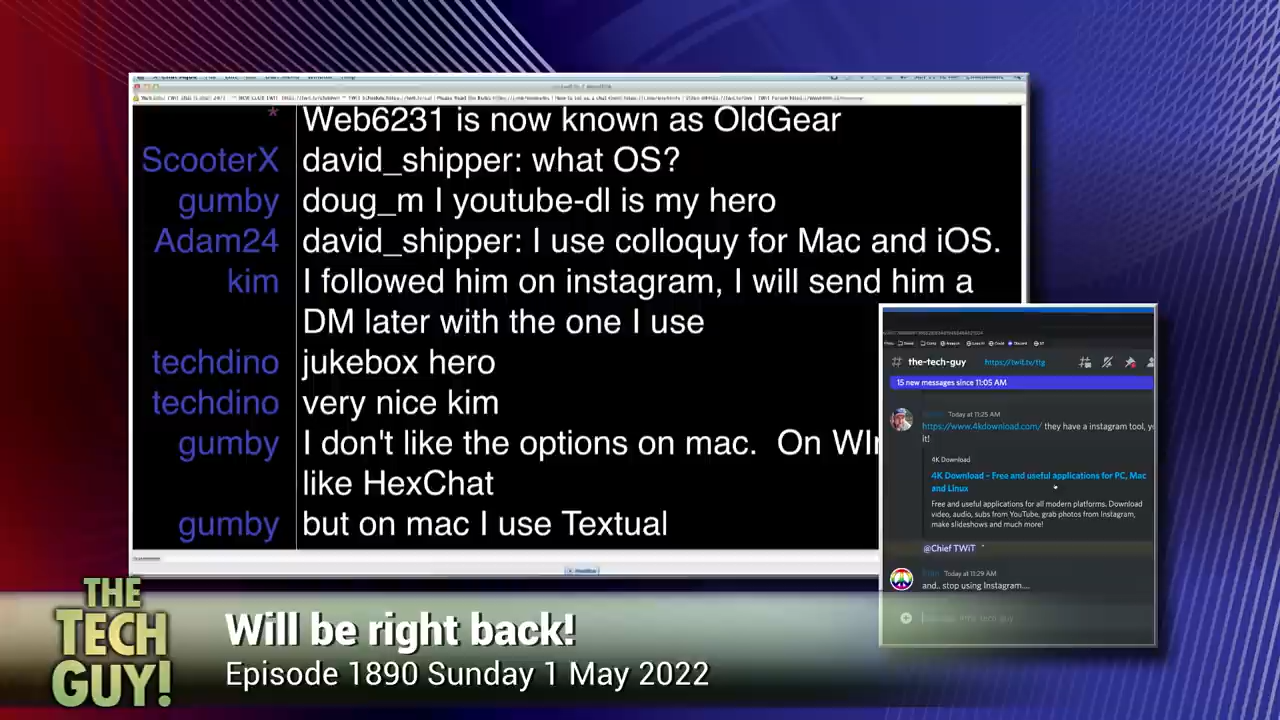 * Web6231 is now known as OldGear
ScooterX david_shipper: what OS?
gumby doug_m I youtube-dl is my hero
Adam24 david_shipper: I use colloquy for Mac and iOS.
kim I followed him on instagram, I will send him a
DM later with the one I use
techdino jukebox hero
techdino very nice kim
gumby I don't like the options on mac. On WIn
like HexChat
gumby but on mac I use Textual
# the-tech-guy https://twit.tv/ttg
15 new messages since 11:05 AM
Today at 11:25 AM
https://www.4kdownload.com/ they have a instagram tool,
it!
4K Download
4K Download – Free and useful applications for PC, Mac
and Linux
Free and useful applications for all modern platforms. Download
video, audio, subs from YouTube, grab photos from Instagram,
make slideshows and much more!
@Chief TWiT
Today at 11:29 AM
and.. stop using Instagram....
THE
TECH
GUY!
Will be right back!
Episode 1890 Sunday 1 May 2022